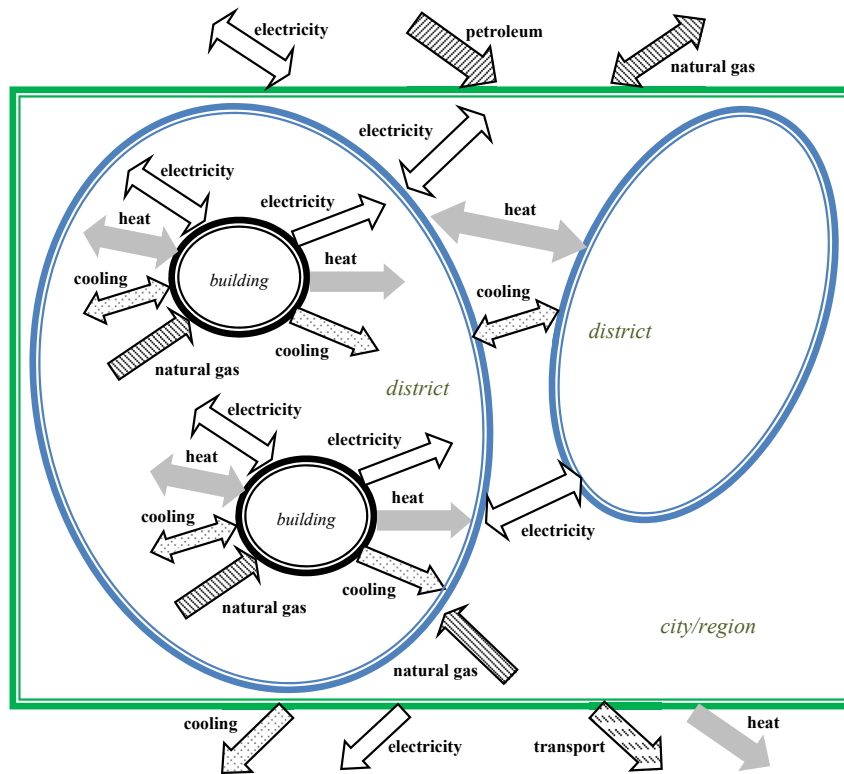 electricity
petroleum
natural gas
electricity
electricity
electricity
heat
heat
heat
building
cooling
cooling
district
cooling
natural gas
district
electricity
electricity
heat
heat
cooling
building
electricity
cooling
natural gas
city/region
natural gas
cooling
electricity
transport
heat